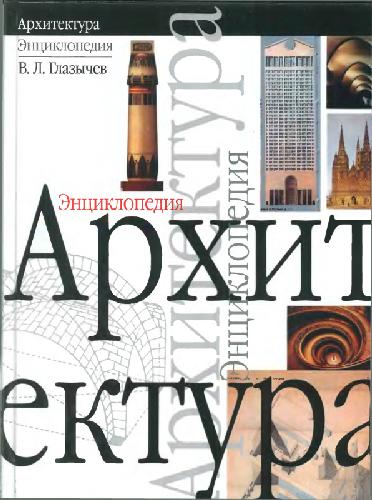 Архитектура
Энциклопедия
В. Л. Глазычев
Архитектура
Энциклопедия
Энциклопедия
Архит
ектура